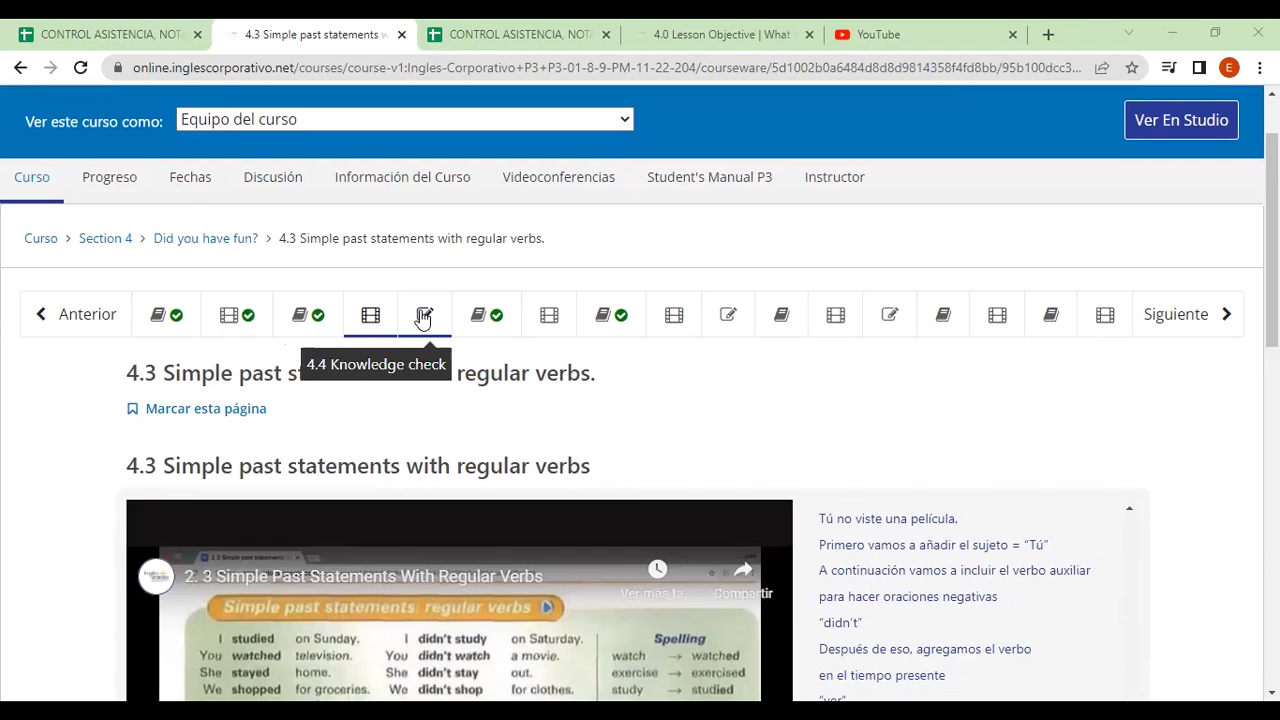 CONTROL ASISTENCIA, NOT
4.3 Simple past statements w
CONTROL ASISTENCIA, NOTA
4.0 Lesson Objective | What
YouTube
online.inglescorporativo.net/courses/course-v1:Ingles-Corporativo+P3+P3-01-8-9-PM-11-22-204/courseware/5d1002b0a6484d8d8d9814358f4fd8bb/95b100dcc3...
E
Ver este curso como:
Equipo del curso
Ver En Studio
Curso
Progreso
Fechas
Discusión
Información del Curso
Videoconferencias
Student's Manual P3
Instructor
Curso > Section 4 > Did you have fun? > 4.3 Simple past statements with regular verbs.
Anterior
Siguiente
4.4 Knowledge check
4.3 Simple past st regular verbs.
Marcar esta página
4.3 Simple past statements with regular verbs
2: 3 Simple Past Statements With Regular Verbs
Ver más ta.
Compartir
Simple past statements: regular verbs
I studied on Sunday. I didn't study on Saturday. Spelling
You watched television. You didn't watch a movie. watch → watched
She stayed home. She didn't stay out. exercise → exercised
We shopped for groceries. We didn't shop for clothes. study → studied
Tú no viste una película.
Primero vamos a añadir el sujeto = “Tú”
A continuación vamos a incluir el verbo auxiliar
para hacer oraciones negativas
“didn’t”
Después de eso, agregamos el verbo
en el tiempo presente
“ver”